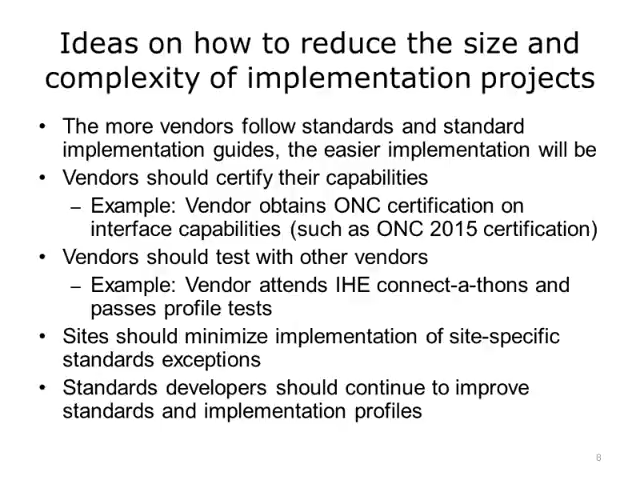 Ideas on how to reduce the size and
complexity of implementation projects
• The more vendors follow standards and standard
implementation guides, the easier implementation will be
• Vendors should certify their capabilities
– Example: Vendor obtains ONC certification on
interface capabilities (such as ONC 2015 certification)
• Vendors should test with other vendors
– Example: Vendor attends IHE connect-a-thons and
passes profile tests
• Sites should minimize implementation of site-specific
standards exceptions
• Standards developers should continue to improve
standards and implementation profiles
8